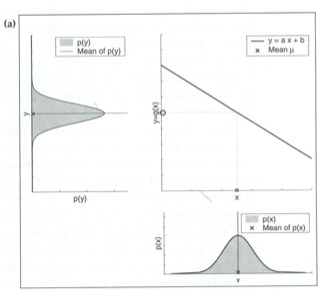 (a)
p(y)
Mean of p(y)
y
p(y)
y = a x + b
Mean μ
y=g(x)
x
p(x)
Mean of p(x)
p(x)
x